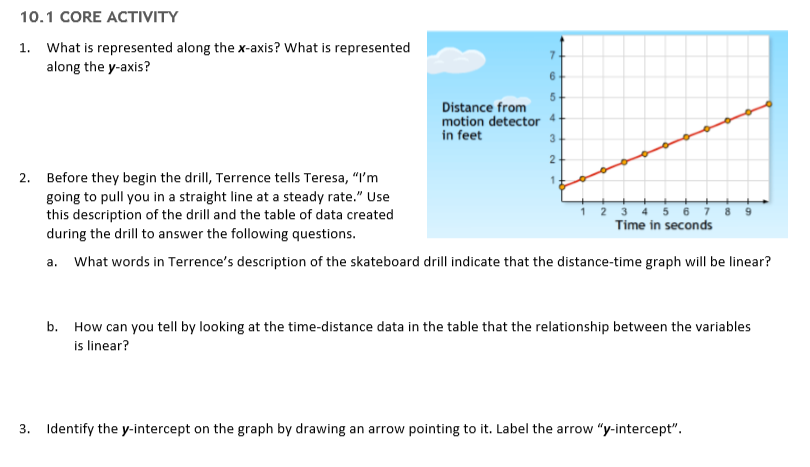 10.1 CORE ACTIVITY
1. What is represented along the x-axis? What is represented
along the y-axis?
7
6
5
Distance from
motion detector 4
in feet
3
2
1
1 2 3 4 5 6 7 8 9
Time in seconds
2. Before they begin the drill, Terrence tells Teresa, “I’m
going to pull you in a straight line at a steady rate.” Use
this description of the drill and the table of data created
during the drill to answer the following questions.
a. What words in Terrence’s description of the skateboard drill indicate that the distance-time graph will be linear?
b. How can you tell by looking at the time-distance data in the table that the relationship between the variables
is linear?
3. Identify the y-intercept on the graph by drawing an arrow pointing to it. Label the arrow “y-intercept”.